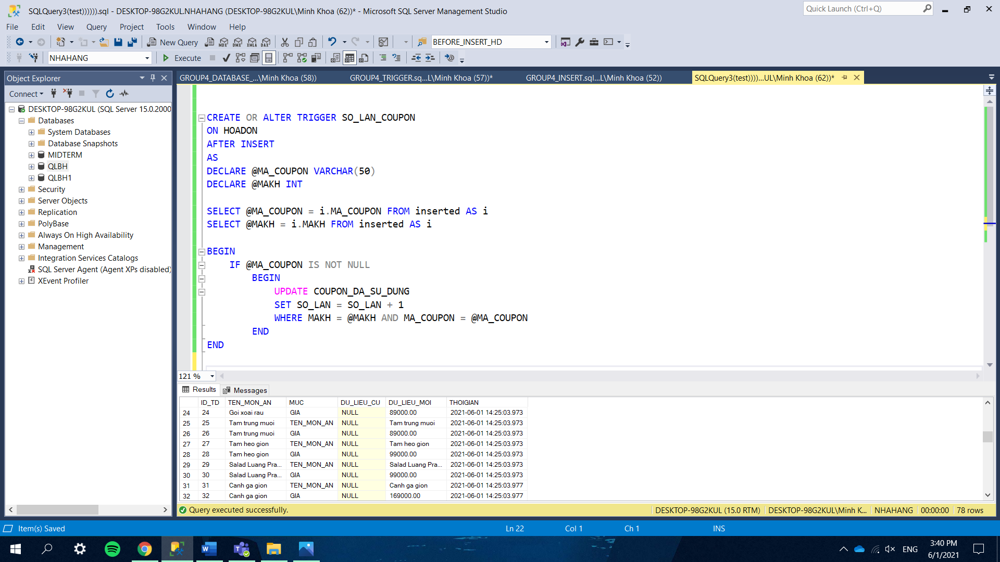 SQLQuery3(test)))))).sql - DESKTOP-98G2KUL.NHAHANG (DESKTOP-98G2KUL\Minh Khoa (62))* - Microsoft SQL Server Management Studio
Quick Launch (Ctrl+Q)
File Edit View Query Project Tools Window Help
New Query
MDX DMX XMLA DAX
BEFORE_INSERT_HD
NHAHANG
Execute
Object Explorer
GROUP4_DATABASE_...\Minh Khoa (58))
GROUP4_TRIGGER.sq...L\Minh Khoa (57))*
GROUP4_INSERT.sql...L\Minh Khoa (52))
SQLQuery3(test))))...UL\Minh Khoa (62))*
Connect
DESKTOP-98G2KUL (SQL Server 15.0.2000
Databases
System Databases
Database Snapshots
MIDTERM
QLBH
QLBH1
Security
Server Objects
Replication
PolyBase
Always On High Availability
Management
Integration Services Catalogs
SQL Server Agent (Agent XPs disabled)
XEvent Profiler
CREATE OR ALTER TRIGGER SO_LAN_COUPON
ON HOADON
AFTER INSERT
AS
DECLARE @MA_COUPON VARCHAR(50)
DECLARE @MAKH INT
SELECT @MA_COUPON = i.MA_COUPON FROM inserted AS i
SELECT @MAKH = i.MAKH FROM inserted AS i
BEGIN
IF @MA_COUPON IS NOT NULL
BEGIN
UPDATE COUPON_DA_SU_DUNG
SET SO_LAN = SO_LAN + 1
WHERE MAKH = @MAKH AND MA_COUPON = @MA_COUPON
END
END
121 %
Results Messages
ID_TD TEN_MON_AN MUC DU_LIEU_CU DU_LIEU_MOI THOIGIAN
24 24 Goi xoai rau GIA NULL 89000.00 2021-06-01 14:25:03.973
25 25 Tam trung muoi TEN_MON_AN NULL Tam trung muoi 2021-06-01 14:25:03.973
26 26 Tam trung muoi GIA NULL 89000.00 2021-06-01 14:25:03.973
27 27 Tam heo gion TEN_MON_AN NULL Tam heo gion 2021-06-01 14:25:03.973
28 28 Tam heo gion GIA NULL 99000.00 2021-06-01 14:25:03.973
29 29 Salad Luang Pra... TEN_MON_AN NULL Salad Luang Pra... 2021-06-01 14:25:03.973
30 30 Salad Luang Pra... GIA NULL 99000.00 2021-06-01 14:25:03.973
31 31 Canh ga gion TEN_MON_AN NULL Canh ga gion 2021-06-01 14:25:03.977
32 32 Canh ga gion GIA NULL 169000.00 2021-06-01 14:25:03.977
Query executed successfully.
DESKTOP-98G2KUL (15.0 RTM) DESKTOP-98G2KUL\Minh K... NHAHANG 00:00:00 78 rows
Item(s) Saved
Ln 22 Col 1 Ch 1 INS
ENG
3:40 PM
6/1/2021